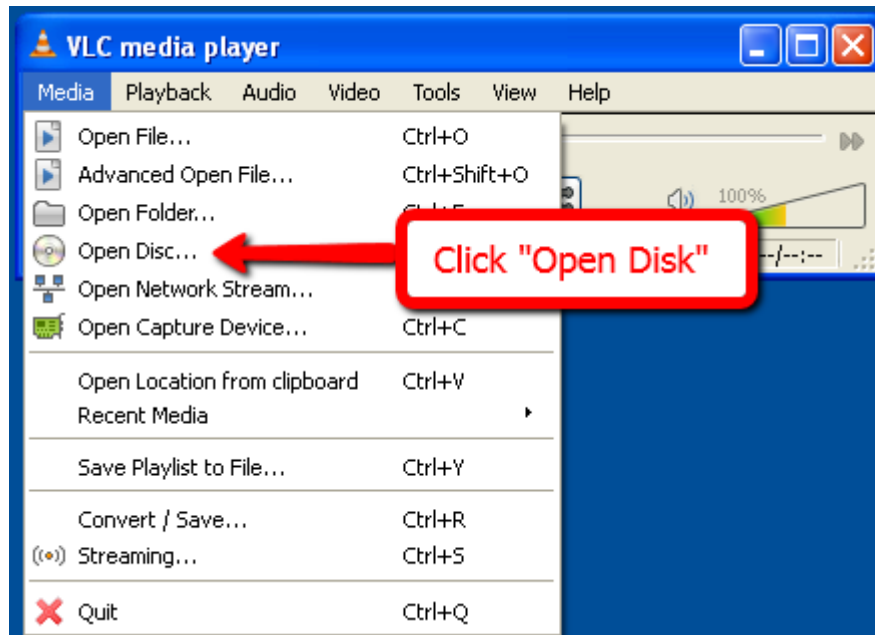 VLC media player
Media Playback Audio Video Tools View Help
Open File... Ctrl+O
Advanced Open File... Ctrl+Shift+O
100%
Open Folder...
Open Disc...
Click "Open Disk"
--/--:--
Open Network Stream...
Open Capture Device... Ctrl+C
Open Location from clipboard Ctrl+V
Recent Media
Save Playlist to File... Ctrl+Y
Convert / Save... Ctrl+R
Streaming... Ctrl+S
Quit Ctrl+Q